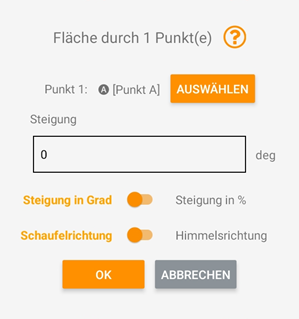 Fläche durch 1 Punkt(e) ?
Punkt 1: A [Punkt A] AUSWÄHLEN
Steigung
0 deg
Steigung in Grad Steigung in %
Schaufelrichtung Himmelsrichtung
OK ABBRECHEN